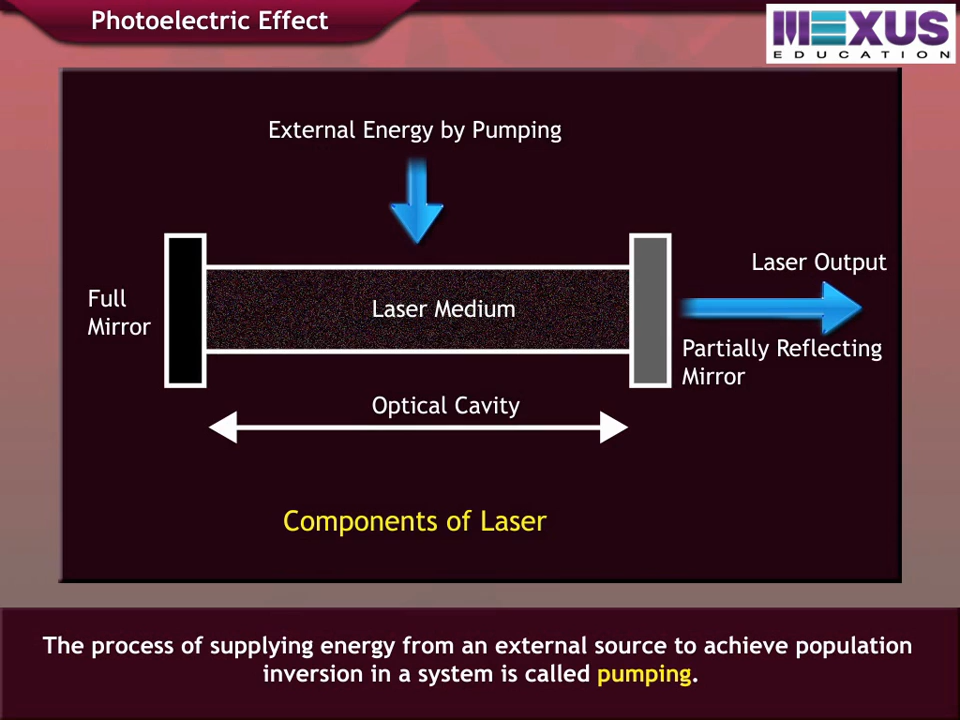 Photoelectric Effect
MEXUS
EDUCATION
External Energy by Pumping
Laser Output
Full
Mirror
Laser Medium
Partially Reflecting
Mirror
Optical Cavity
Components of Laser
The process of supplying energy from an external source to achieve population
inversion in a system is called pumping.